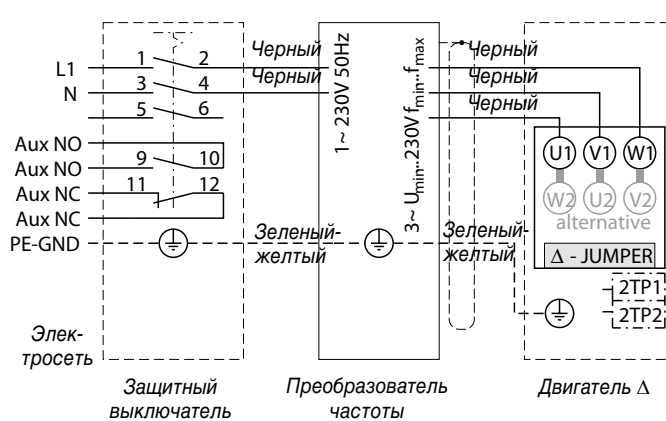 L1
N
Aux NO
Aux NO
Aux NC
Aux NC
PE-GND
Элек-
тросеть
1 2
3 4
5 6
9 10
11 12
Защитный
выключатель
Черный
Черный
Зеленый-
желтый
1~ 230V 50Hz
3~ Umin...230V fmin...fmax
Преобразователь
частоты
Черный
Черный
Черный
Зеленый-
желтый
U1 V1 W1
W2 U2 V2
alternative
Δ - JUMPER
2TP1
2TP2
Двигатель Δ